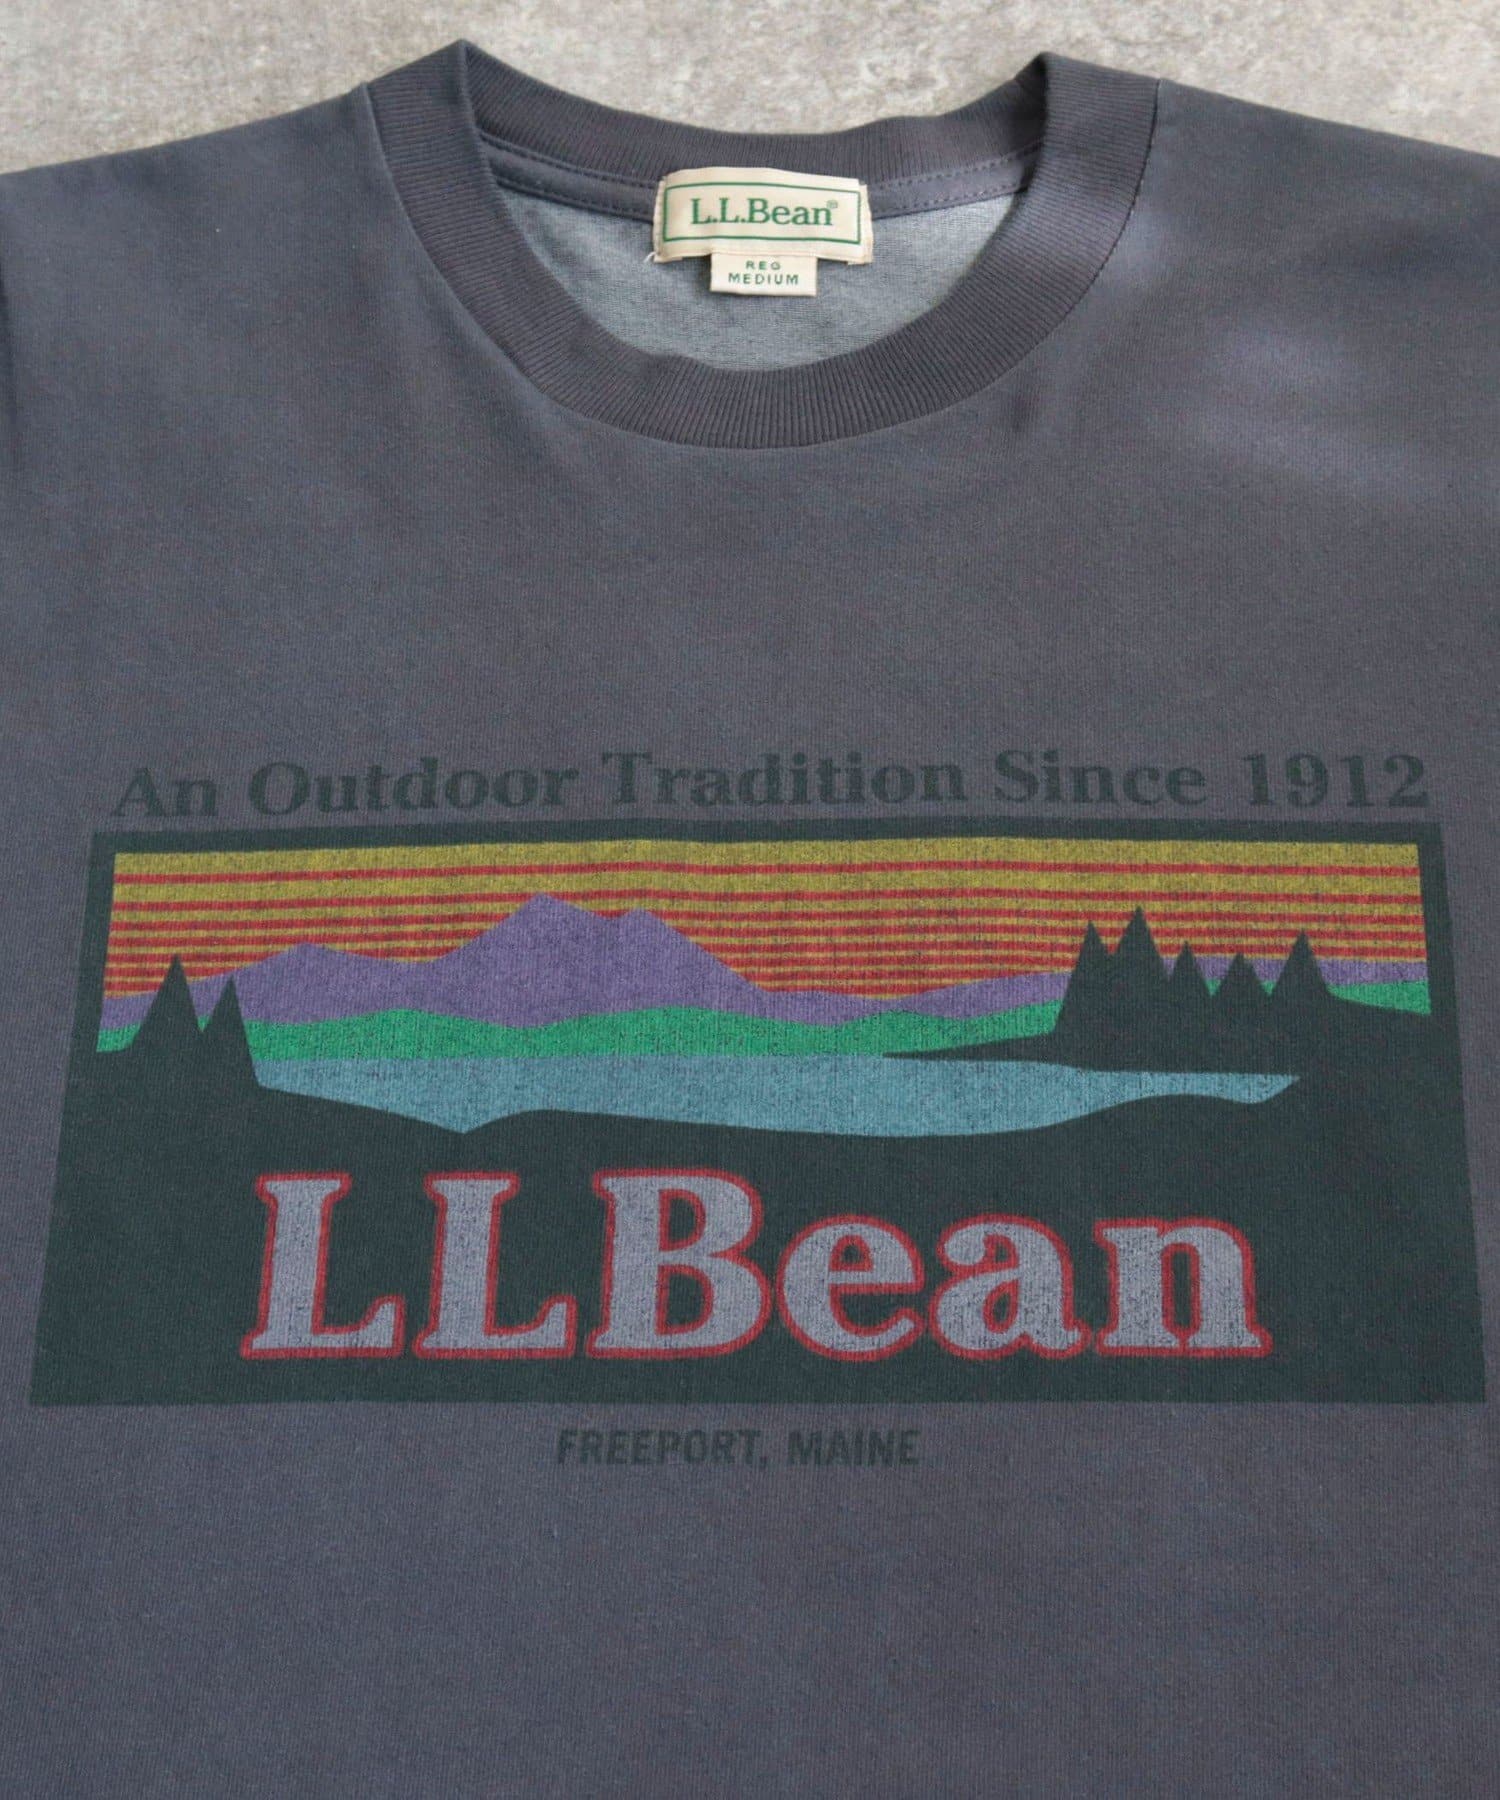 L.L.Bean®
REG
MEDIUM
An Outdoor Tradition Since 1912
LLBean
FREEPORT, MAINE